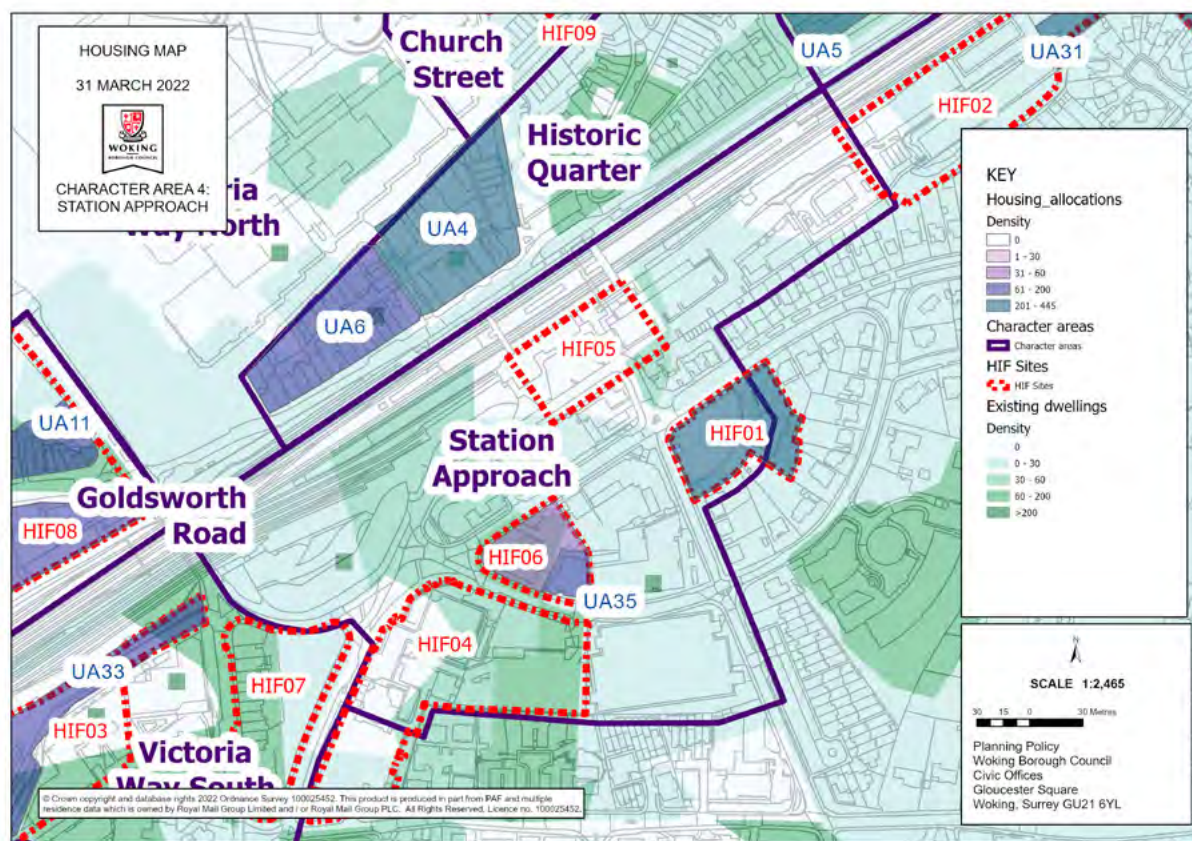 HOUSING MAP
31 MARCH 2022
WOKING
BOROUGH COUNCIL
CHARACTER AREA 4:
STATION APPROACH
Church
Street
HIF09
UA5
UA31
HIF02
Historic
Quarter
ria
Way North
UA4
UA6
HIF05
UA11
Station
Approach
HIF01
Goldsworth
Road
HIF08
HIF06
UA35
HIF04
UA33
HIF07
HIF03
Victoria
Way South
KEY
Housing_allocations
Density
0
1 - 30
31 - 60
61 - 200
201 - 445
Character areas
Character areas
HIF Sites
HIF Sites
Existing dwellings
Density
0
0 - 30
30 - 60
60 - 200
>200
N
SCALE 1:2,465
30 15 0 30 Metres
Planning Policy
Woking Borough Council
Civic Offices
Gloucester Square
Woking, Surrey GU21 6YL
© Crown copyright and database rights 2022 Ordnance Survey 100025452. This product is produced in part from PAF and multiple
residence data which is owned by Royal Mail Group Limited and / or Royal Mail Group PLC. All Rights Reserved. Licence no. 100025452.